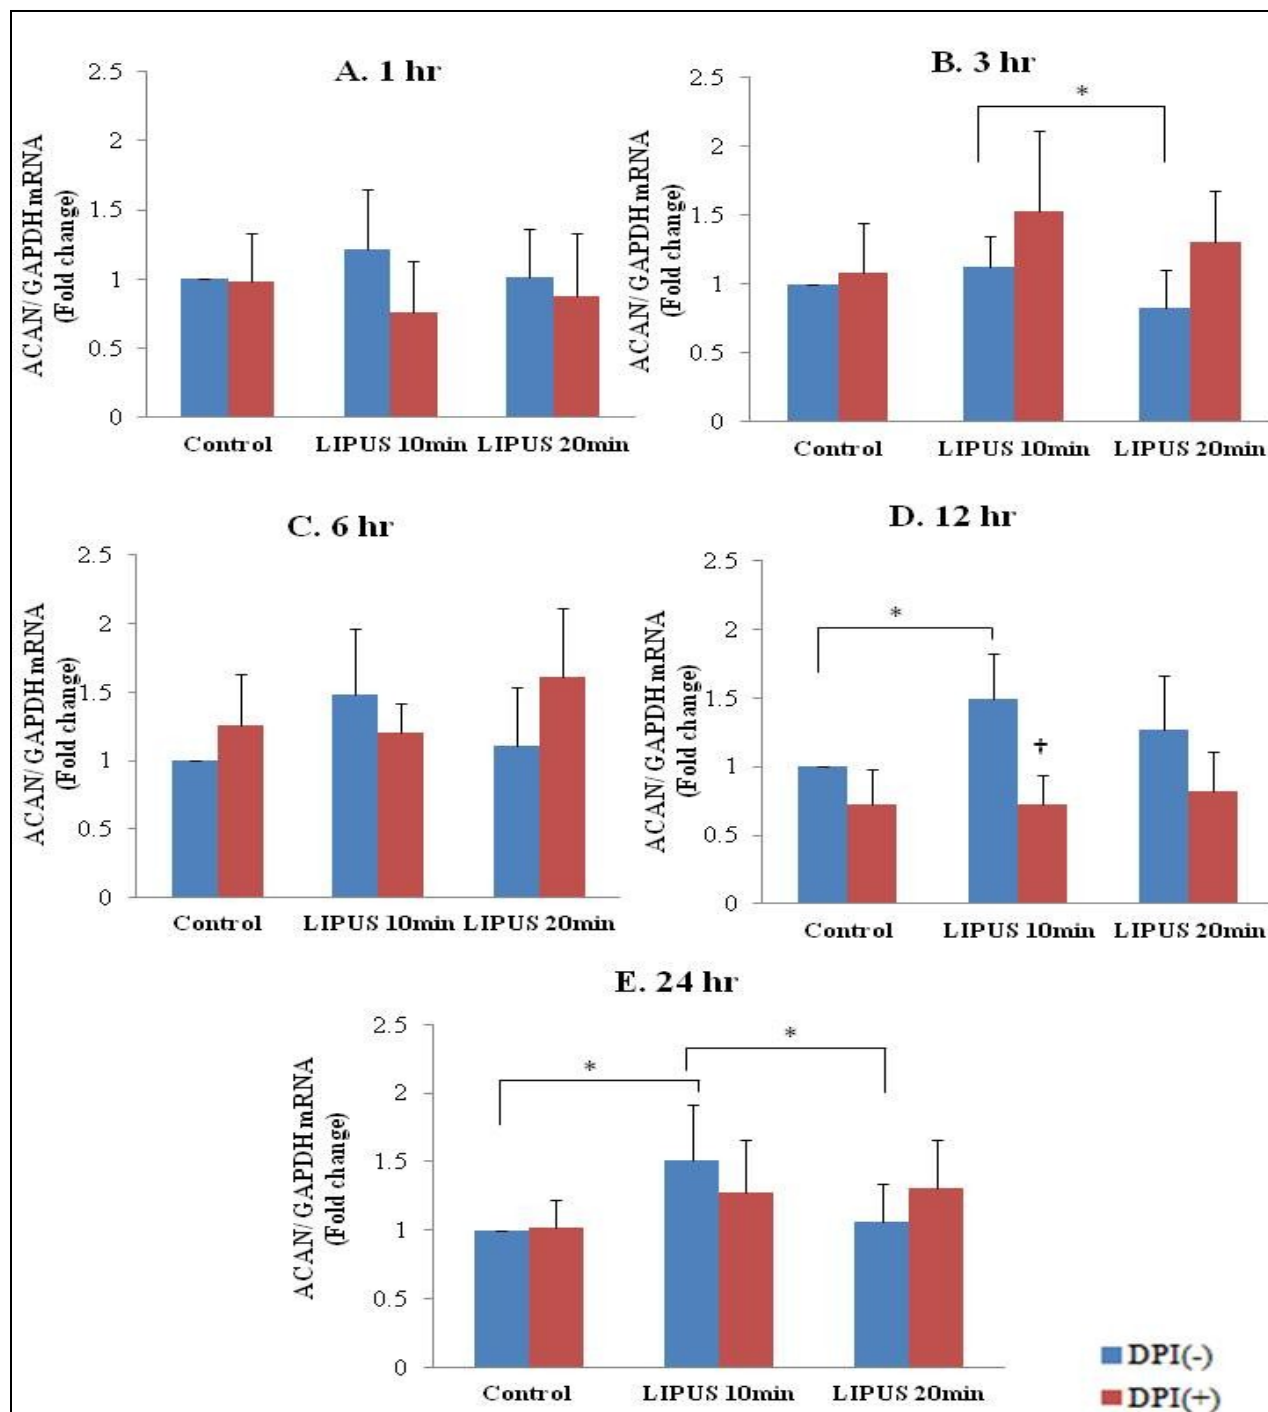 A. 1 hr
2.5
2
1.5
1
0.5
0
ACAN/ GAPDH mRNA
(Fold change)
Control
LIPUS 10min
LIPUS 20min
B. 3 hr
*
2.5
2
1.5
1
0.5
0
ACAN/ GAPDH mRNA
(Fold change)
Control
LIPUS 10min
LIPUS 20min
C. 6 hr
2.5
2
1.5
1
0.5
0
ACAN/ GAPDH mRNA
(Fold change)
Control
LIPUS 10min
LIPUS 20min
D. 12 hr
*
†
2.5
2
1.5
1
0.5
0
ACAN/ GAPDH mRNA
(Fold change)
Control
LIPUS 10min
LIPUS 20min
E. 24 hr
*
*
2.5
2
1.5
1
0.5
0
ACAN/ GAPDH mRNA
(Fold change)
Control
LIPUS 10min
LIPUS 20min
DPI(-)
DPI(+)